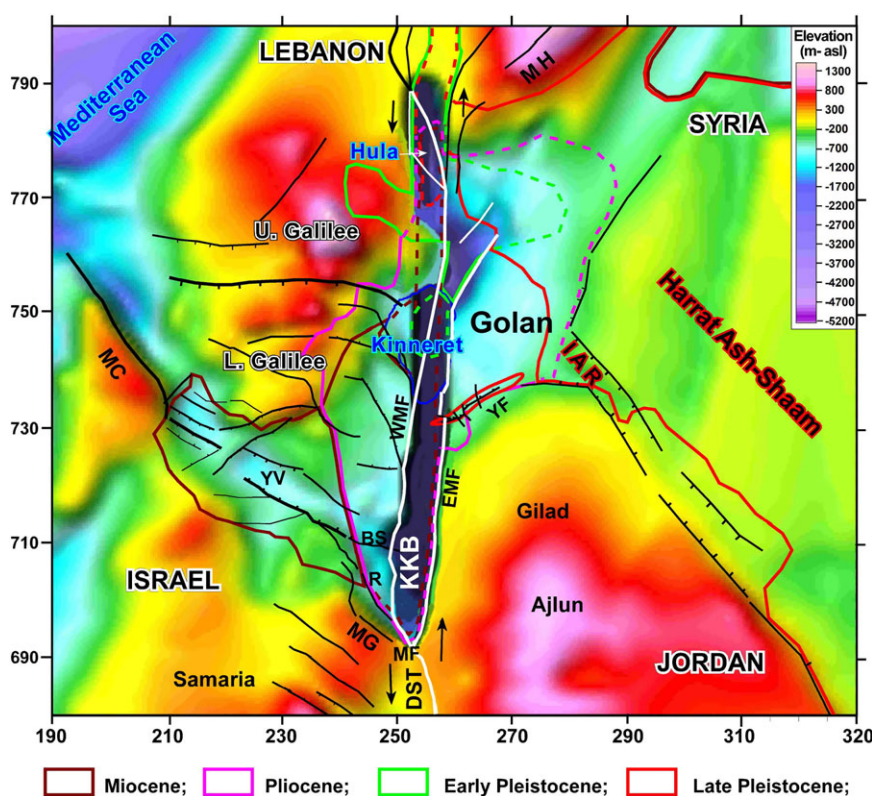 LEBANON
MH
Elevation
(m- asl)
1300
800
300
-200
-700
-1200
-1700
-2200
-2700
-3200
-3700
-4200
-4700
-5200
Mediterranean
Sea
SYRIA
Hula
U. Galilee
Golan
Harrat Ash-Shaam
Kinneret
L. Galilee
MC
IAR
WMF
YF
YV
EMF
Gilad
BS
KKB
ISRAEL
R
Ajlun
MG
MF
JORDAN
Samaria
DST
790
770
750
730
710
690
190 210 230 250 270 290 310 320
Miocene; Pliocene; Early Pleistocene; Late Pleistocene;